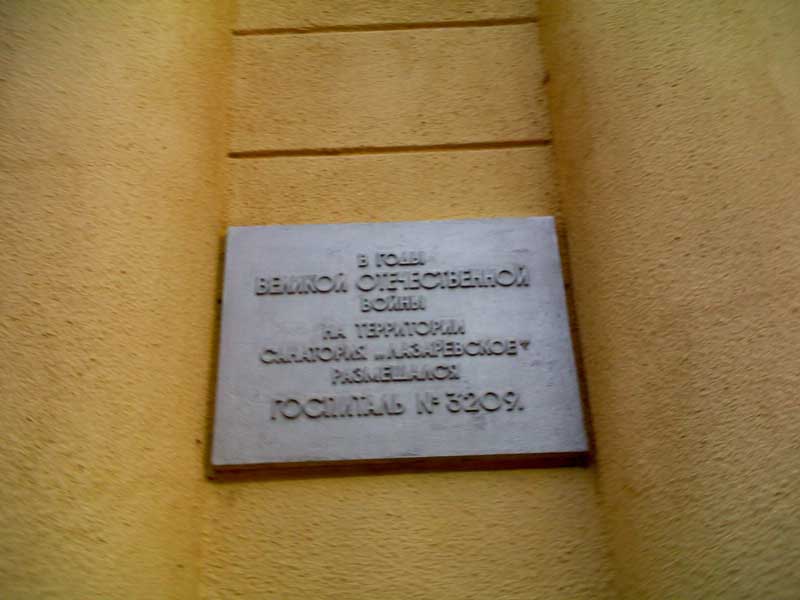 В ГОДЫ
ВЕЛИКОЙ ОТЕЧЕСТВЕННОЙ
ВОЙНЫ
НА ТЕРРИТОРИИ
САНАТОРИЯ „ЛАЗАРЕВСКОЕ"
РАЗМЕЩАЛСЯ
ГОСПИТАЛЬ № 3209.